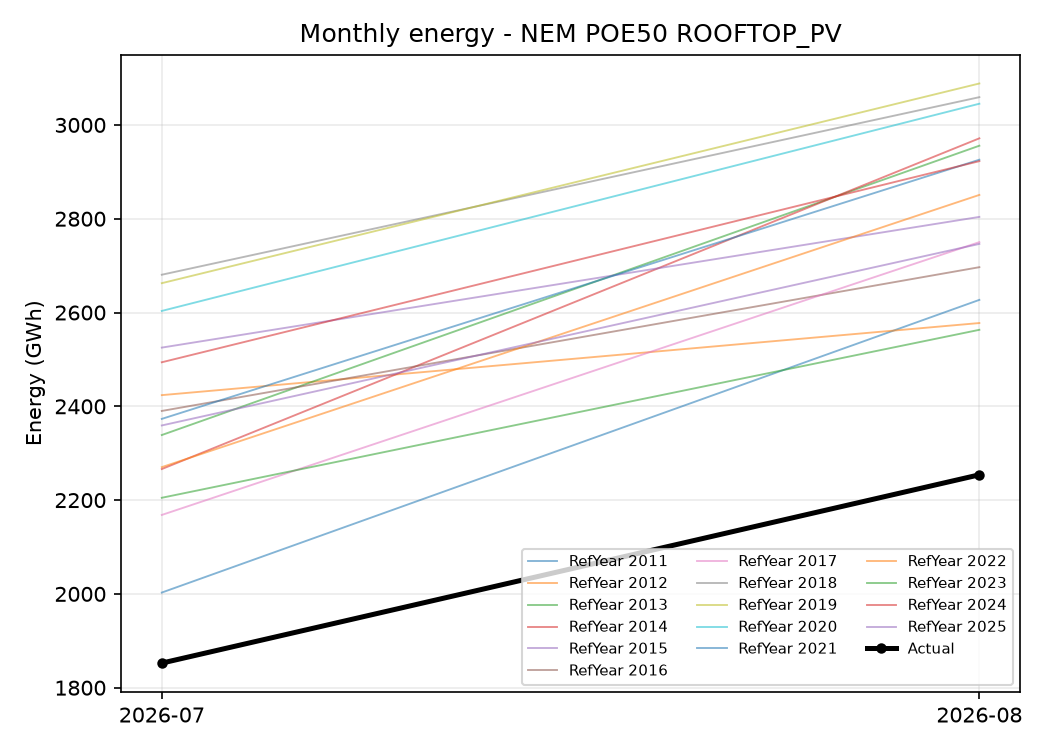 Monthly energy - NEM POE50 ROOFTOP_PV
Energy (GWh)
3000
2800
2600
2400
2200
2000
1800
2026-07
2026-08
RefYear 2011
RefYear 2012
RefYear 2013
RefYear 2014
RefYear 2015
RefYear 2016
RefYear 2017
RefYear 2018
RefYear 2019
RefYear 2020
RefYear 2021
RefYear 2022
RefYear 2023
RefYear 2024
RefYear 2025
Actual